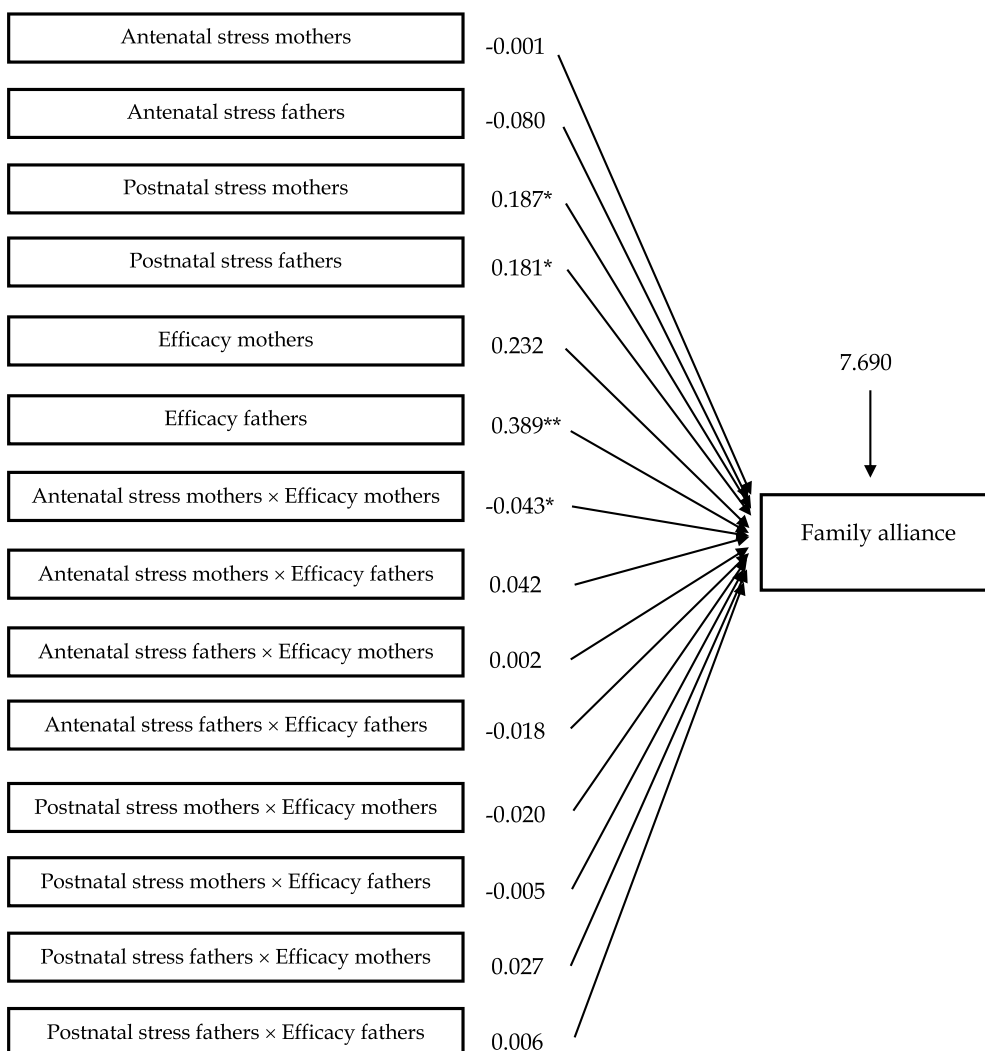 Antenatal stress mothers
-0.001
Antenatal stress fathers
-0.080
Postnatal stress mothers
0.187*
Postnatal stress fathers
0.181*
Efficacy mothers
0.232
Efficacy fathers
0.389**
Antenatal stress mothers × Efficacy mothers
-0.043*
Antenatal stress mothers × Efficacy fathers
0.042
Antenatal stress fathers × Efficacy mothers
0.002
Antenatal stress fathers × Efficacy fathers
-0.018
Postnatal stress mothers × Efficacy mothers
-0.020
Postnatal stress mothers × Efficacy fathers
-0.005
Postnatal stress fathers × Efficacy mothers
0.027
Postnatal stress fathers × Efficacy fathers
0.006
7.690
Family alliance